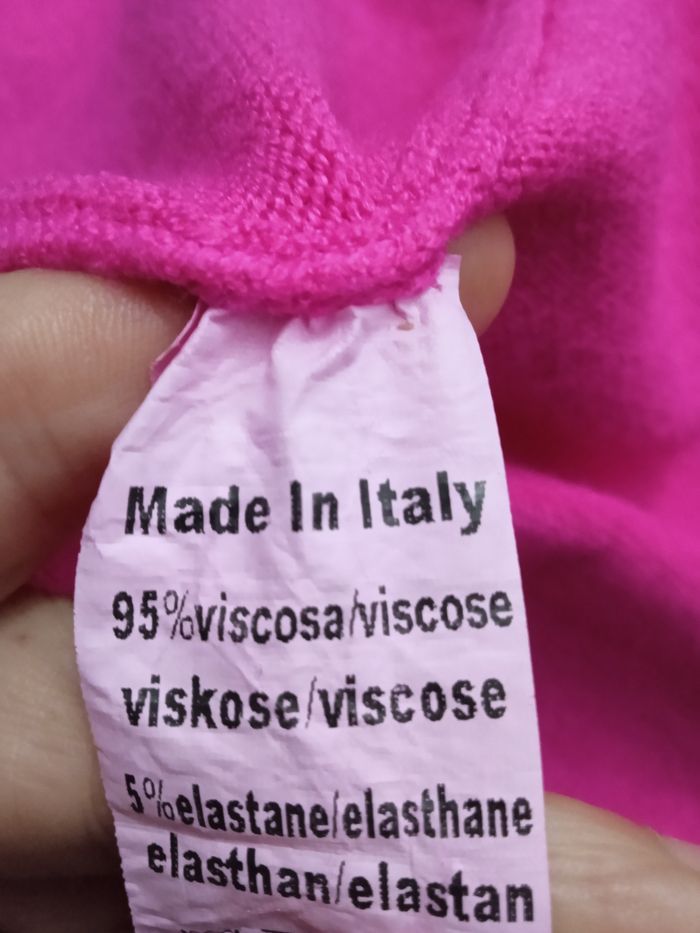 Made In Italy
95%viscosa/viscose
viskose/viscose
5%elastane/elasthane
elasthan/elastan